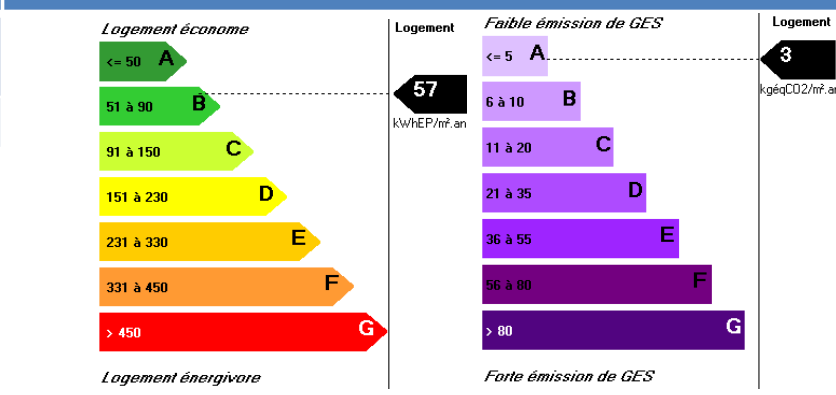 Logement économe
Logement
<= 50 A
51 à 90 B
57
kWhEP/m².an
91 à 150 C
151 à 230 D
231 à 330 E
331 à 450 F
> 450 G
Logement énergivore
Faible émission de GES
Logement
<= 5 A
3
kgéqCO2/m².an
6 à 10 B
11 à 20 C
21 à 35 D
36 à 55 E
56 à 80 F
> 80 G
Forte émission de GES